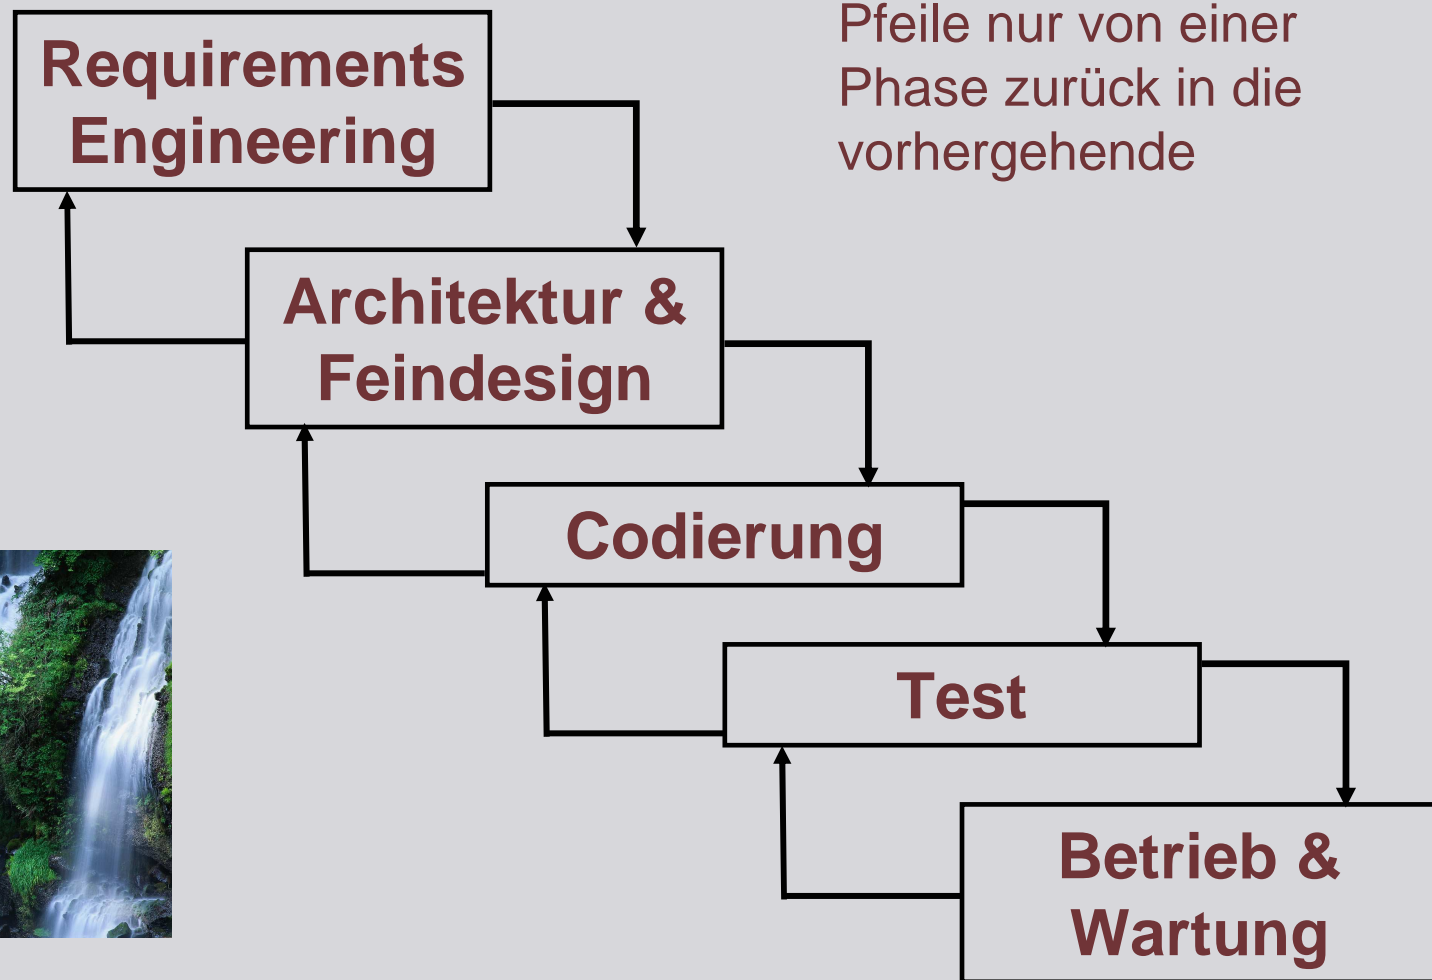 Pfeile nur von einer
Phase zurück in die
vorhergehende
Requirements
Engineering
Architektur &
Feindesign
Codierung
Test
Betrieb &
Wartung